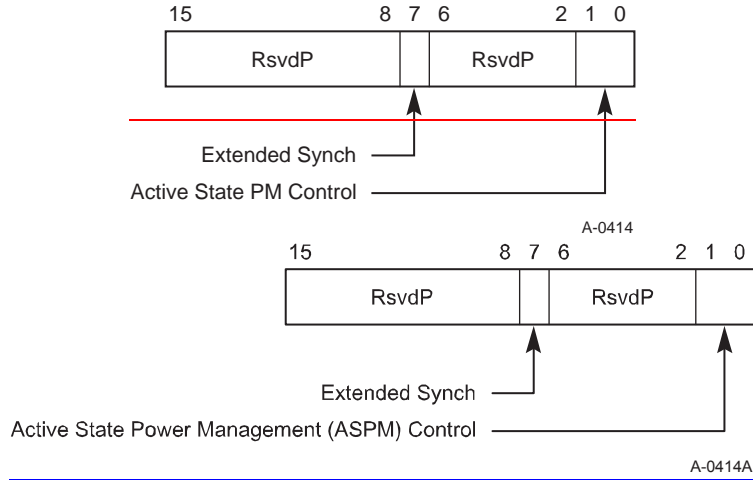 15 8 7 6 2 1 0
RsvdP RsvdP
Extended Synch
Active State PM Control
A-0414
15 8 7 6 2 1 0
RsvdP RsvdP
Extended Synch
Active State Power Management (ASPM) Control
A-0414A